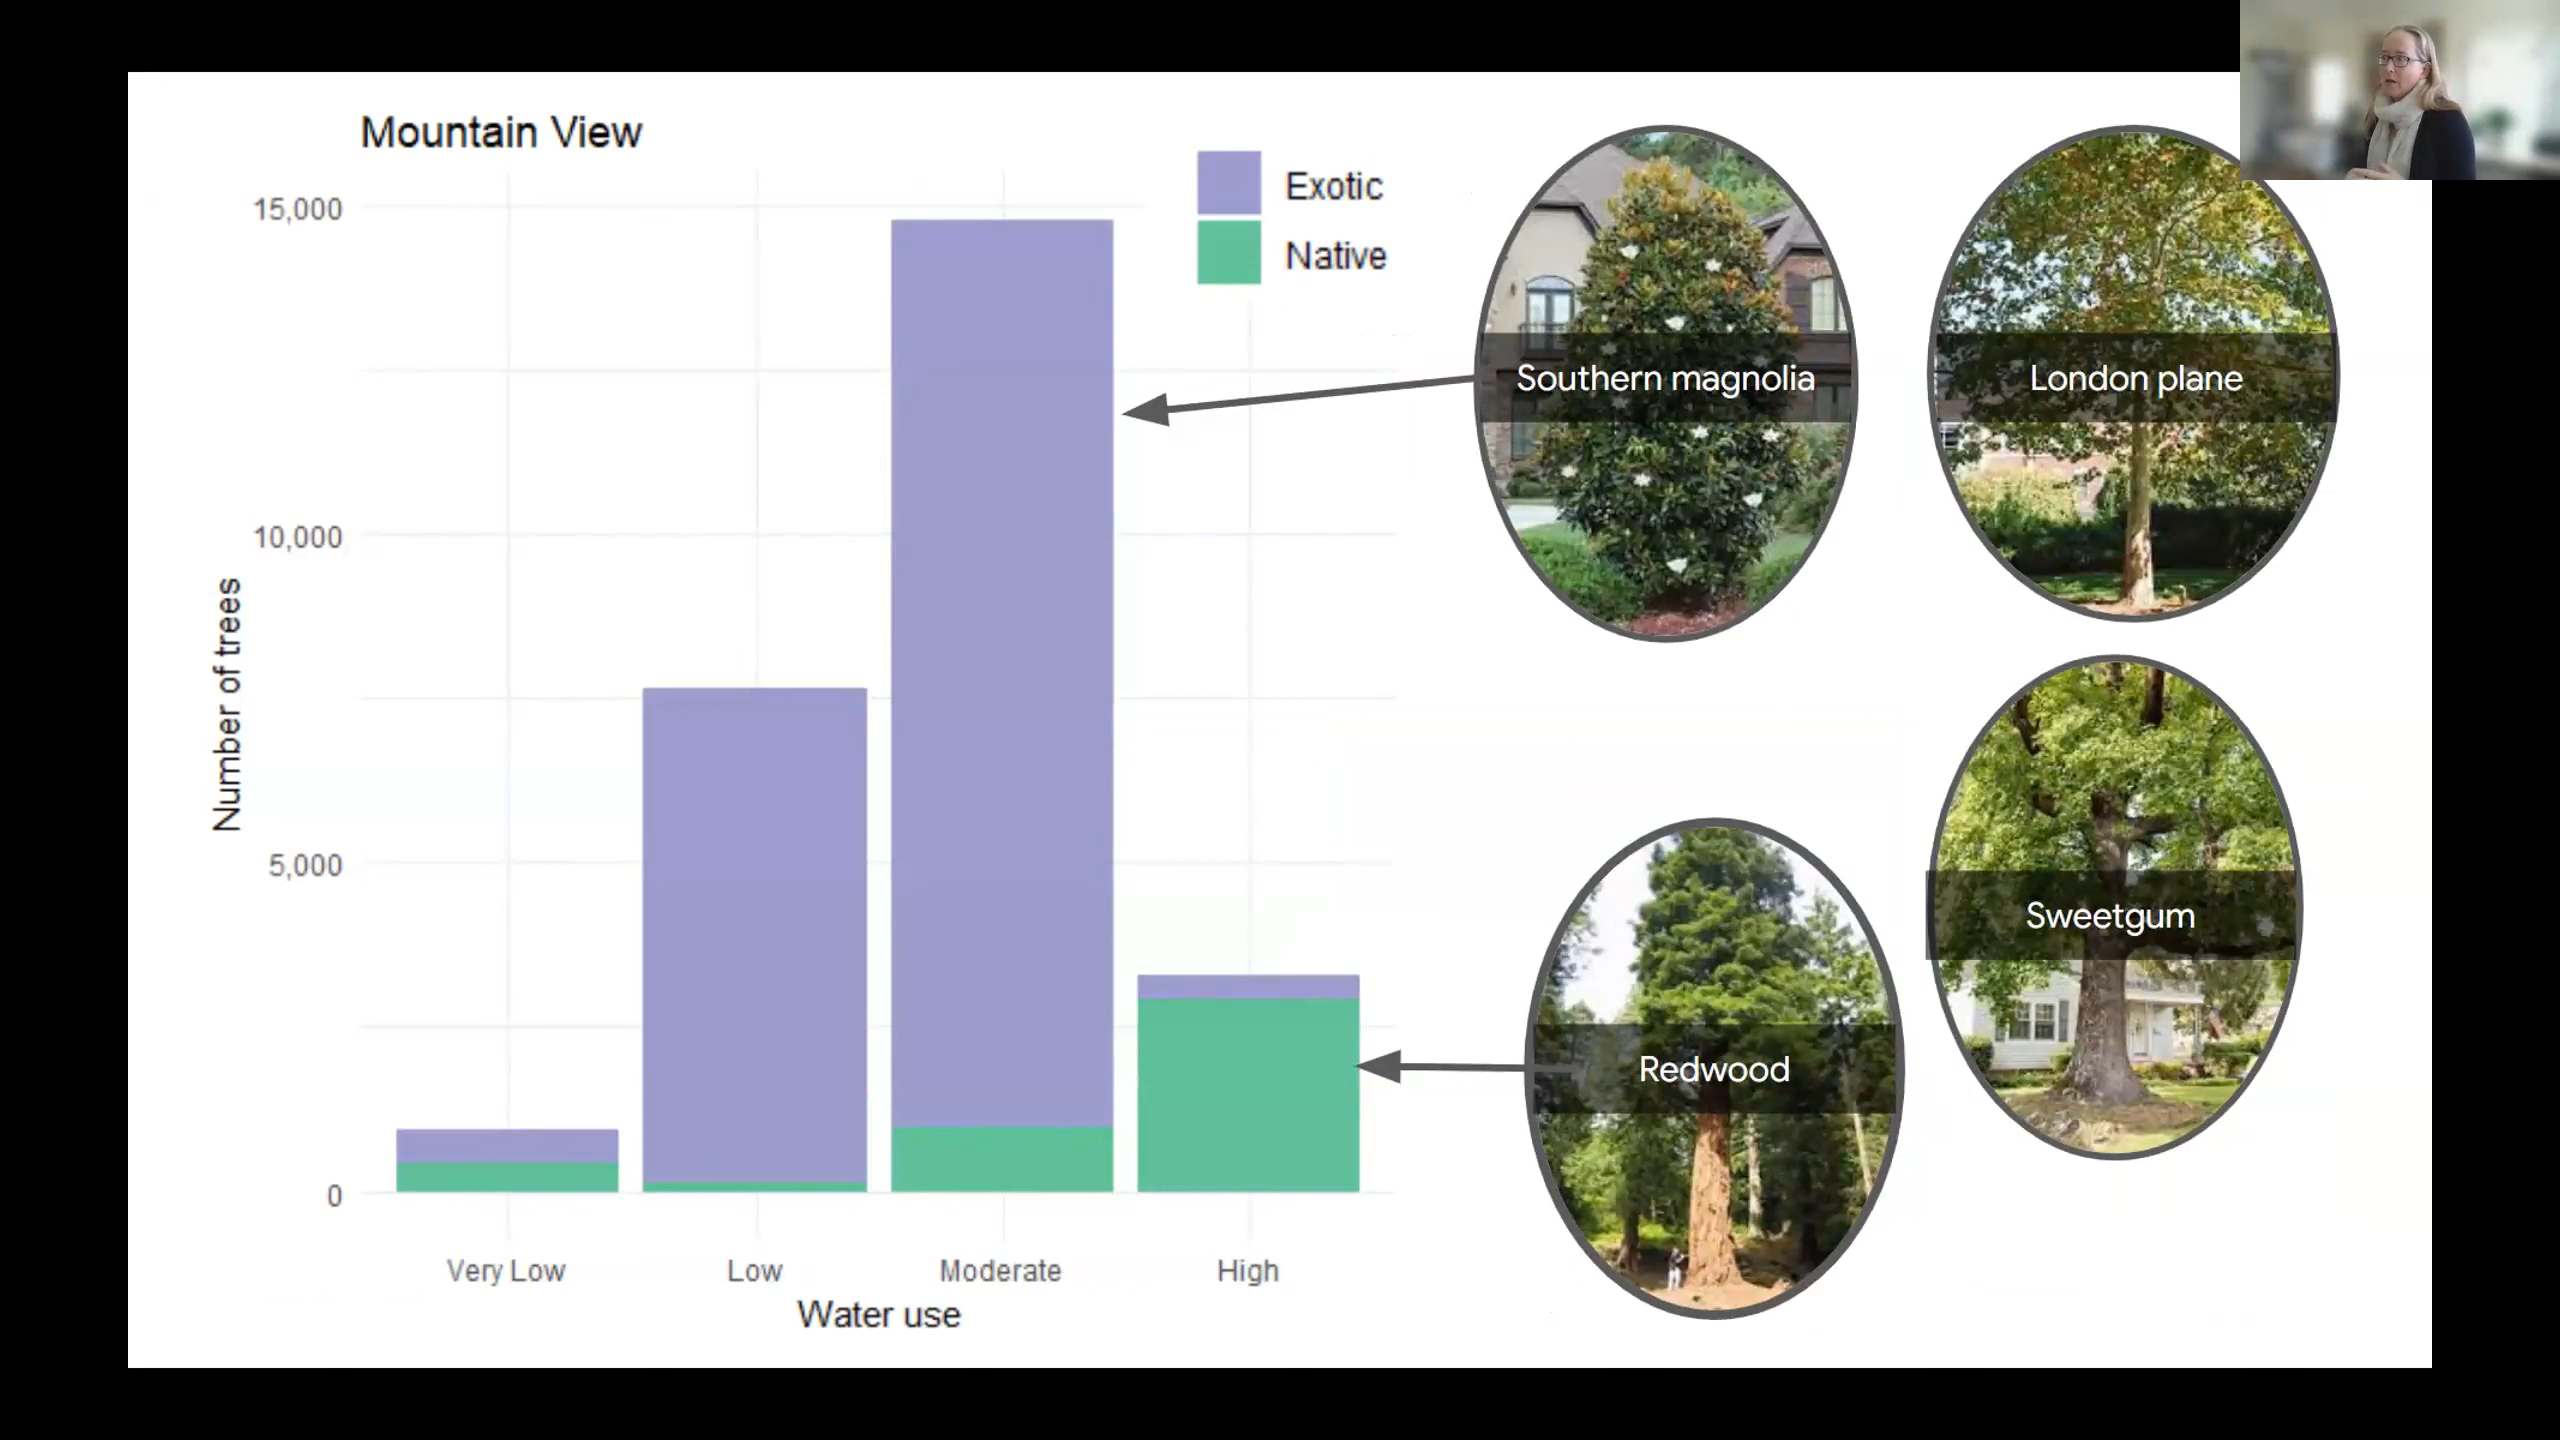 Mountain View
Exotic
Native
15,000
10,000
5,000
0
Number of trees
Very Low
Low
Moderate
High
Water use
Southern magnolia
London plane
Sweetgum
Redwood